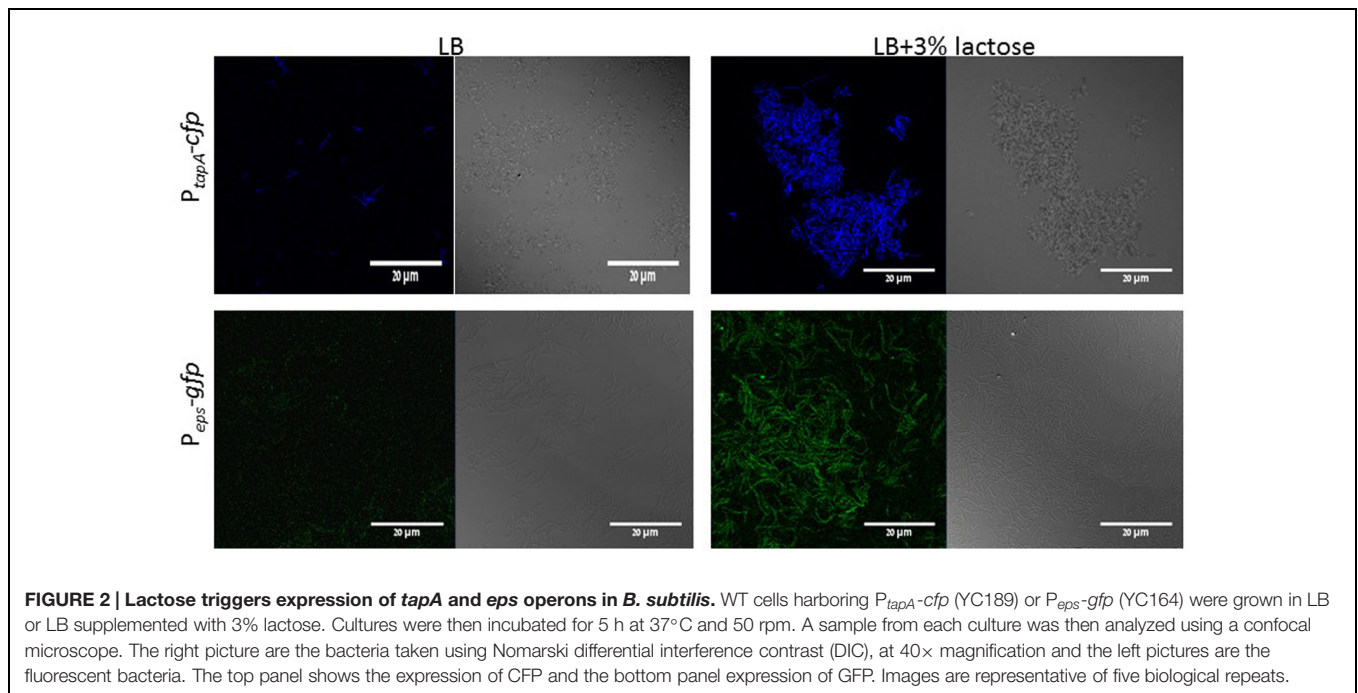 LB
LB+3% lactose
P_tapA-cfp
20 µm
20 µm
20 µm
20 µm
P_eps-gfp
20 µm
20 µm
20 µm
20 µm
FIGURE 2 | Lactose triggers expression of tapA and eps operons in B. subtilis. WT cells harboring P_tapA-cfp (YC189) or P_eps-gfp (YC164) were grown in LB
or LB supplemented with 3% lactose. Cultures were then incubated for 5 h at 37°C and 50 rpm. A sample from each culture was then analyzed using a confocal
microscope. The right picture are the bacteria taken using Nomarski differential interference contrast (DIC), at 40× magnification and the left pictures are the
fluorescent bacteria. The top panel shows the expression of CFP and the bottom panel expression of GFP. Images are representative of five biological repeats.